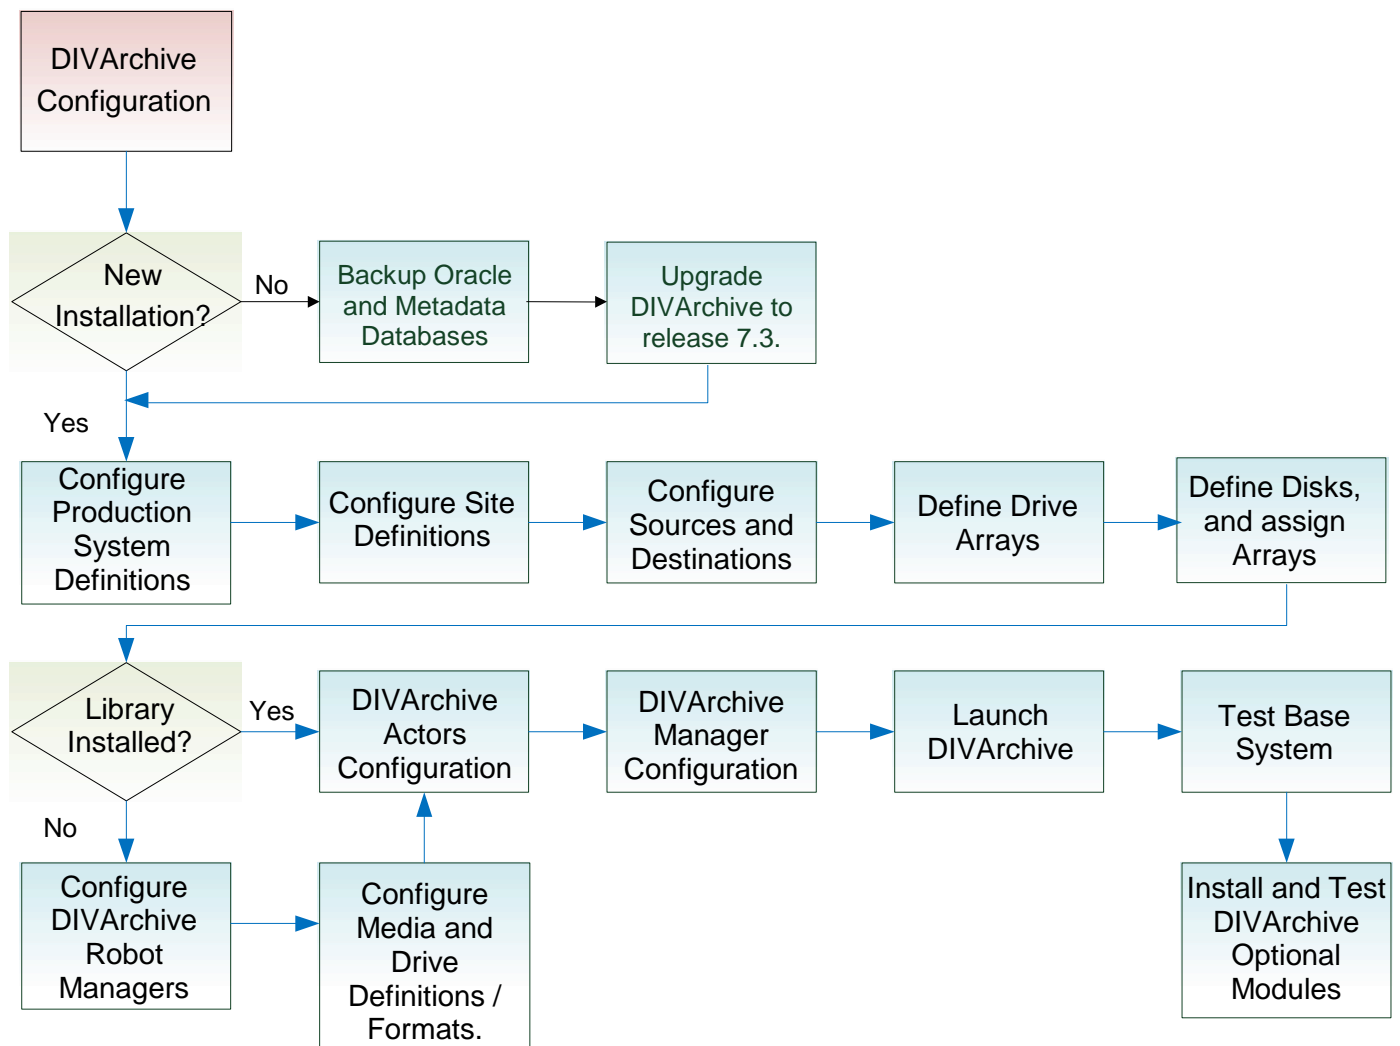 DIVArchive
Configuration
New
Installation?
No
Backup Oracle
and Metadata
Databases
Upgrade
DIVArchive to
release 7.3.
Yes
Configure
Production
System
Definitions
Configure Site
Definitions
Configure
Sources and
Destinations
Define Drive
Arrays
Define Disks,
and assign
Arrays
Library
Installed?
Yes
DIVArchive
Actors
Configuration
DIVArchive
Manager
Configuration
Launch
DIVArchive
Test Base
System
No
Configure
DIVArchive
Robot
Managers
Configure
Media and
Drive
Definitions /
Formats.
Install and Test
DIVArchive
Optional
Modules